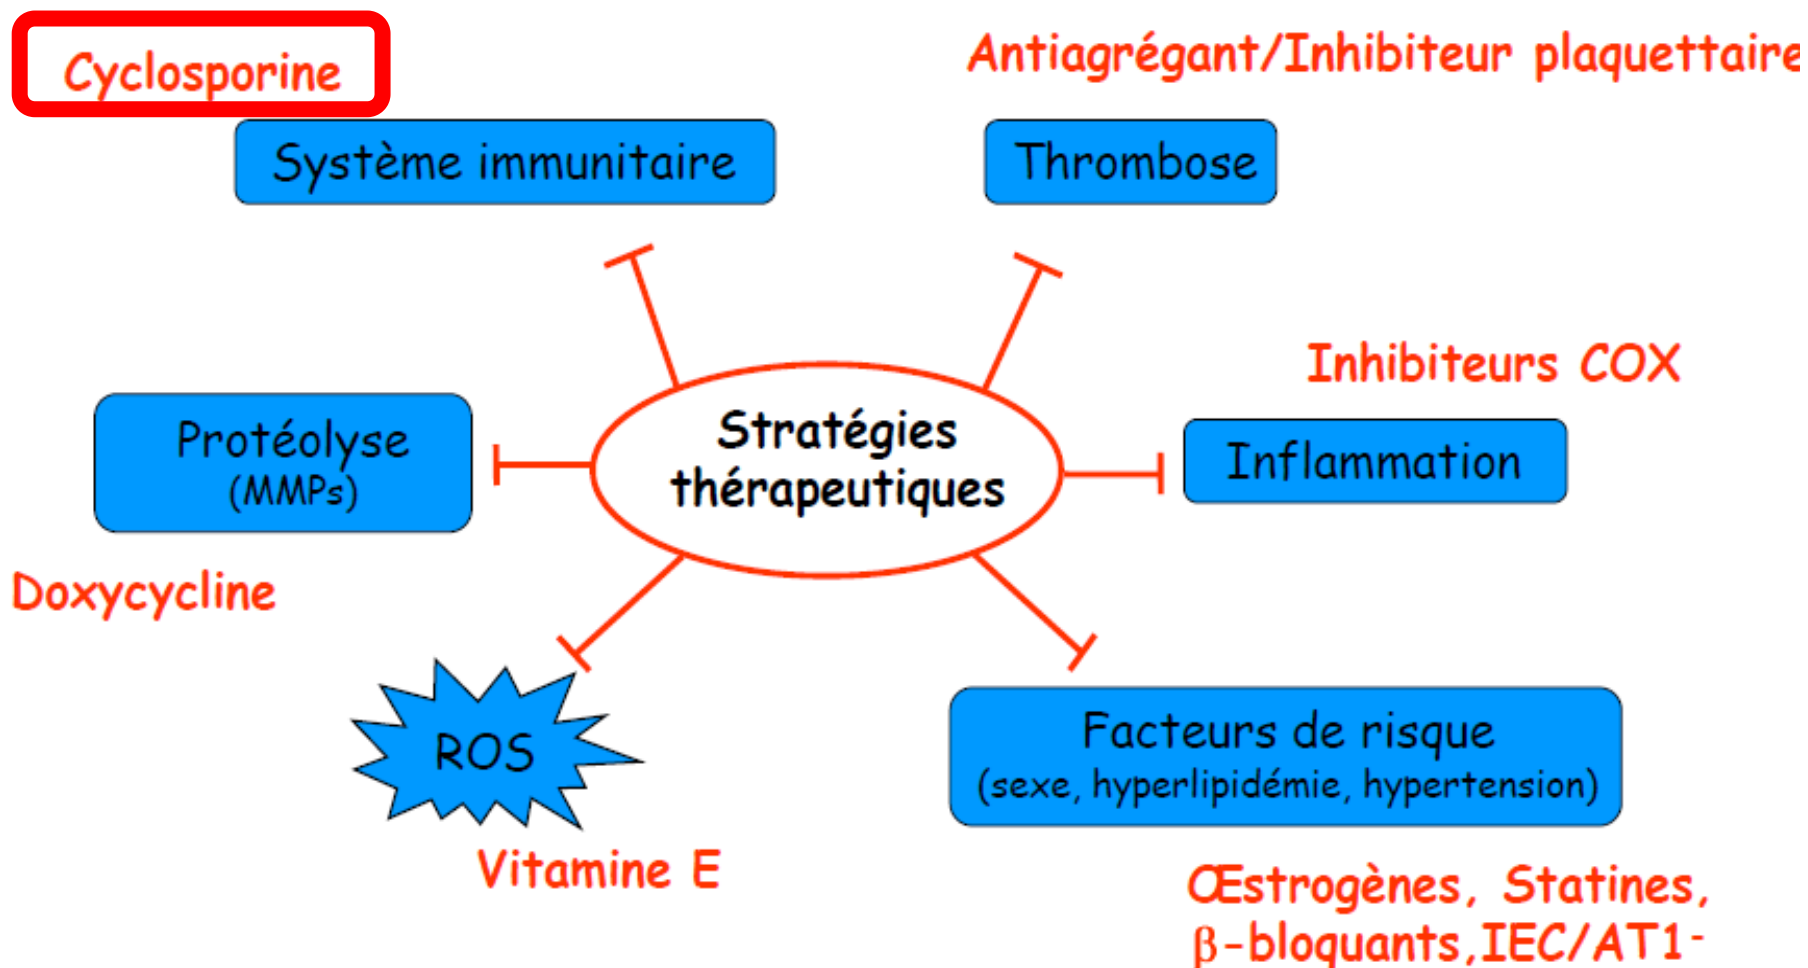 Cyclosporine
Antiagrégant/Inhibiteur plaquettaire
Système immunitaire
Thrombose
Inhibiteurs COX
Protéolyse
(MMPs)
Stratégies
thérapeutiques
Inflammation
Doxycycline
ROS
Facteurs de risque
(sexe, hyperlipidémie, hypertension)
Vitamine E
Œstrogènes, Statines,
β-bloquants,IEC/AT1-